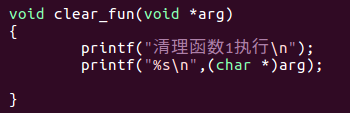 void clear_fun(void *arg)
{
        printf("清理函数1执行\n");
        printf("%s\n",(char *)arg);
}